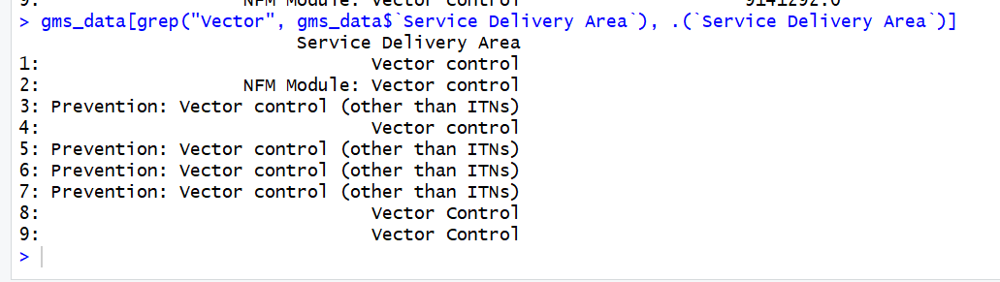 9: NFM Module: Vector control 9141292.0
> gms_data[grep("Vector", gms_data$`Service Delivery Area`), .(`Service Delivery Area`)]
Service Delivery Area
1: Vector control
2: NFM Module: Vector control
3: Prevention: Vector control (other than ITNs)
4: Vector control
5: Prevention: Vector control (other than ITNs)
6: Prevention: Vector control (other than ITNs)
7: Prevention: Vector control (other than ITNs)
8: Vector Control
9: Vector Control
>